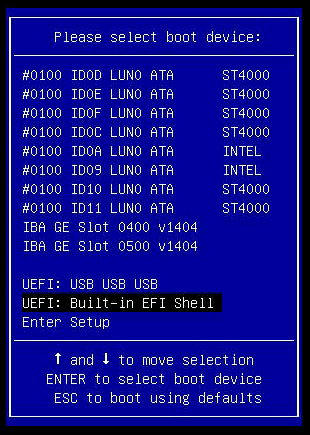 Please select boot device:
#0100 ID0D LUN0 ATA ST4000
#0100 ID0E LUN0 ATA ST4000
#0100 ID0F LUN0 ATA ST4000
#0100 ID0C LUN0 ATA ST4000
#0100 ID0A LUN0 ATA INTEL
#0100 ID09 LUN0 ATA INTEL
#0100 ID10 LUN0 ATA ST4000
#0100 ID11 LUN0 ATA ST4000
IBA GE Slot 0400 v1404
IBA GE Slot 0500 v1404
UEFI: USB USB USB
UEFI: Built-in EFI Shell
Enter Setup
↑ and ↓ to move selection
ENTER to select boot device
ESC to boot using defaults